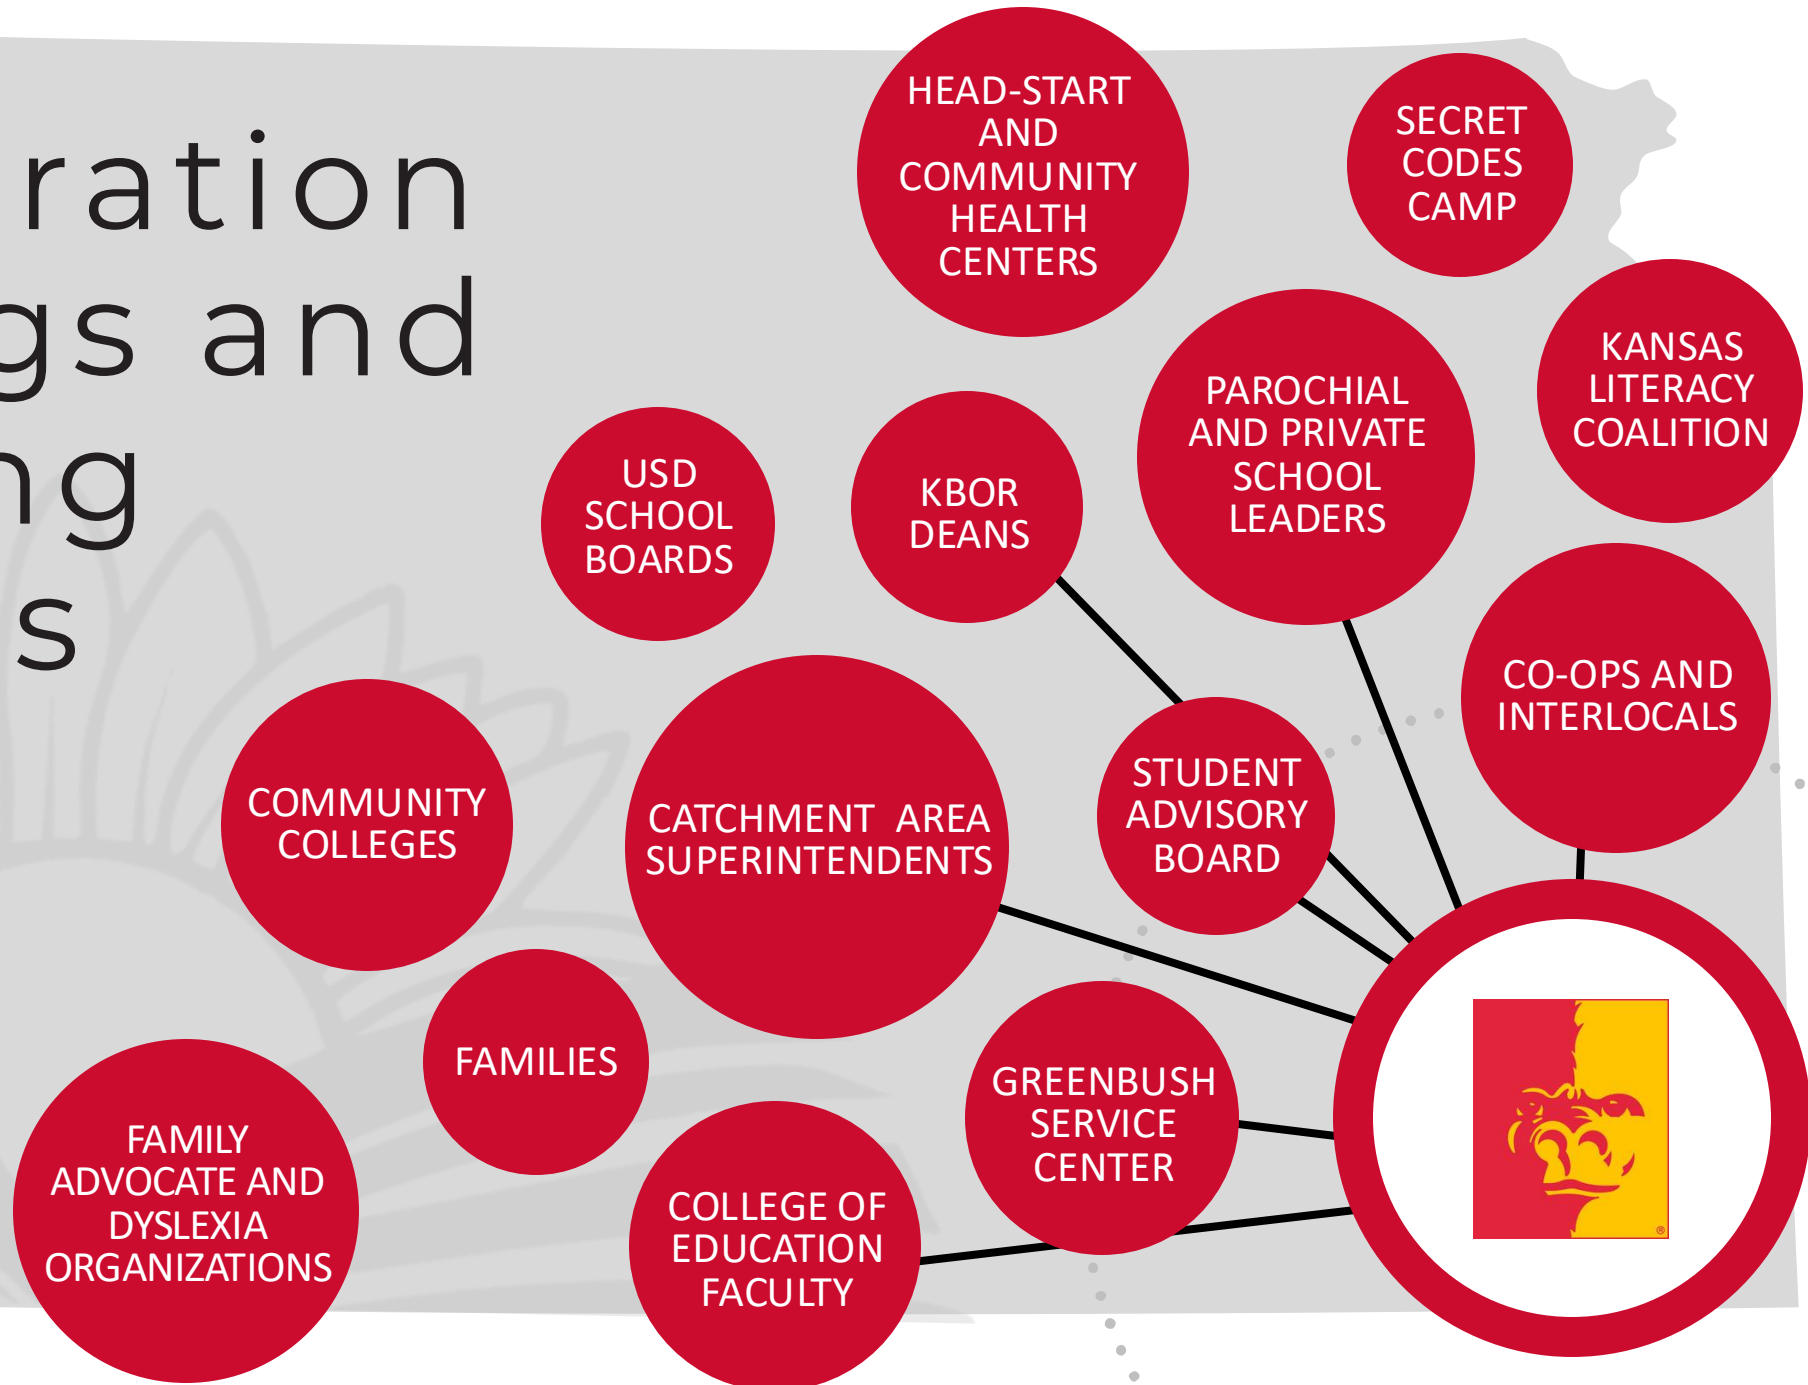 ration
gs and
ng
s
HEAD-START
AND
COMMUNITY
HEALTH
CENTERS
SECRET
CODES
CAMP
KANSAS
LITERACY
COALITION
PAROCHIAL
AND PRIVATE
SCHOOL
LEADERS
KBOR
DEANS
USD
SCHOOL
BOARDS
CO-OPS AND
INTERLOCALS
STUDENT
ADVISORY
BOARD
CATCHMENT AREA
SUPERINTENDENTS
COMMUNITY
COLLEGES
FAMILIES
GREENBUSH
SERVICE
CENTER
FAMILY
ADVOCATE AND
DYSLEXIA
ORGANIZATIONS
COLLEGE OF
EDUCATION
FACULTY
®